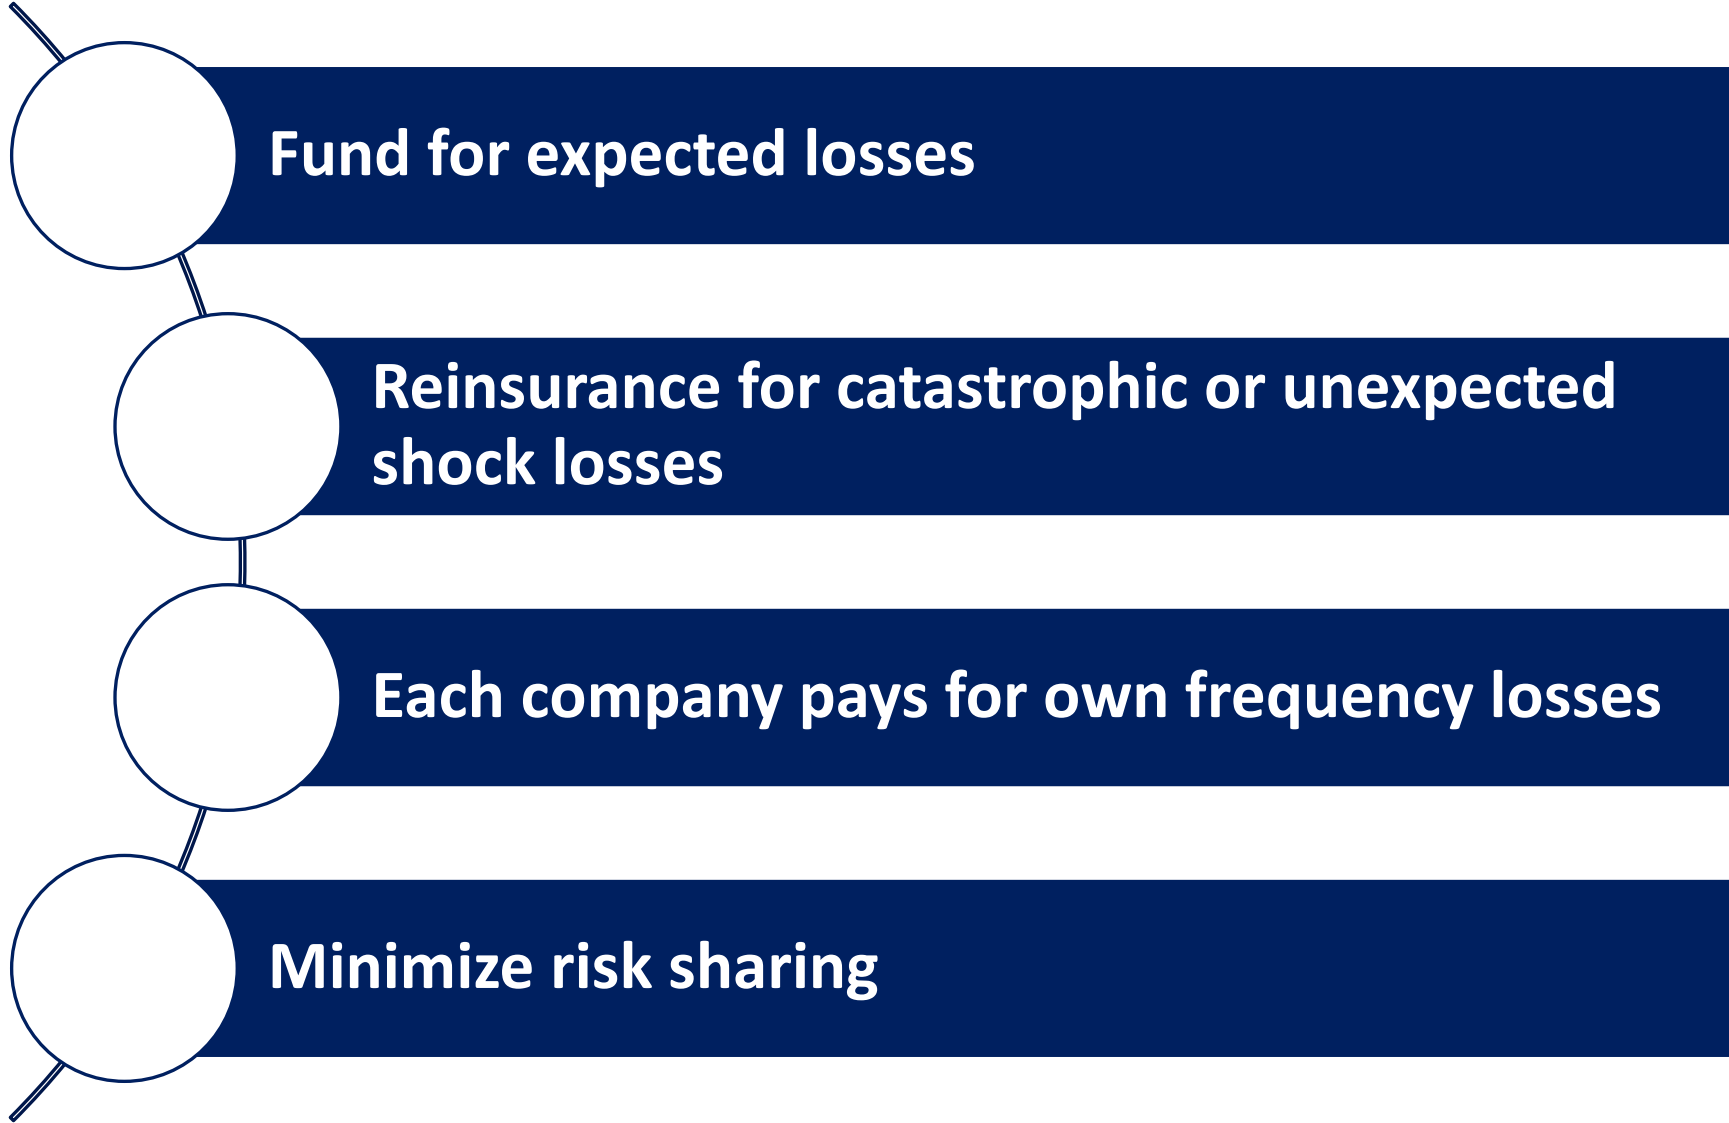 Fund for expected losses
Reinsurance for catastrophic or unexpected
shock losses
Each company pays for own frequency losses
Minimize risk sharing